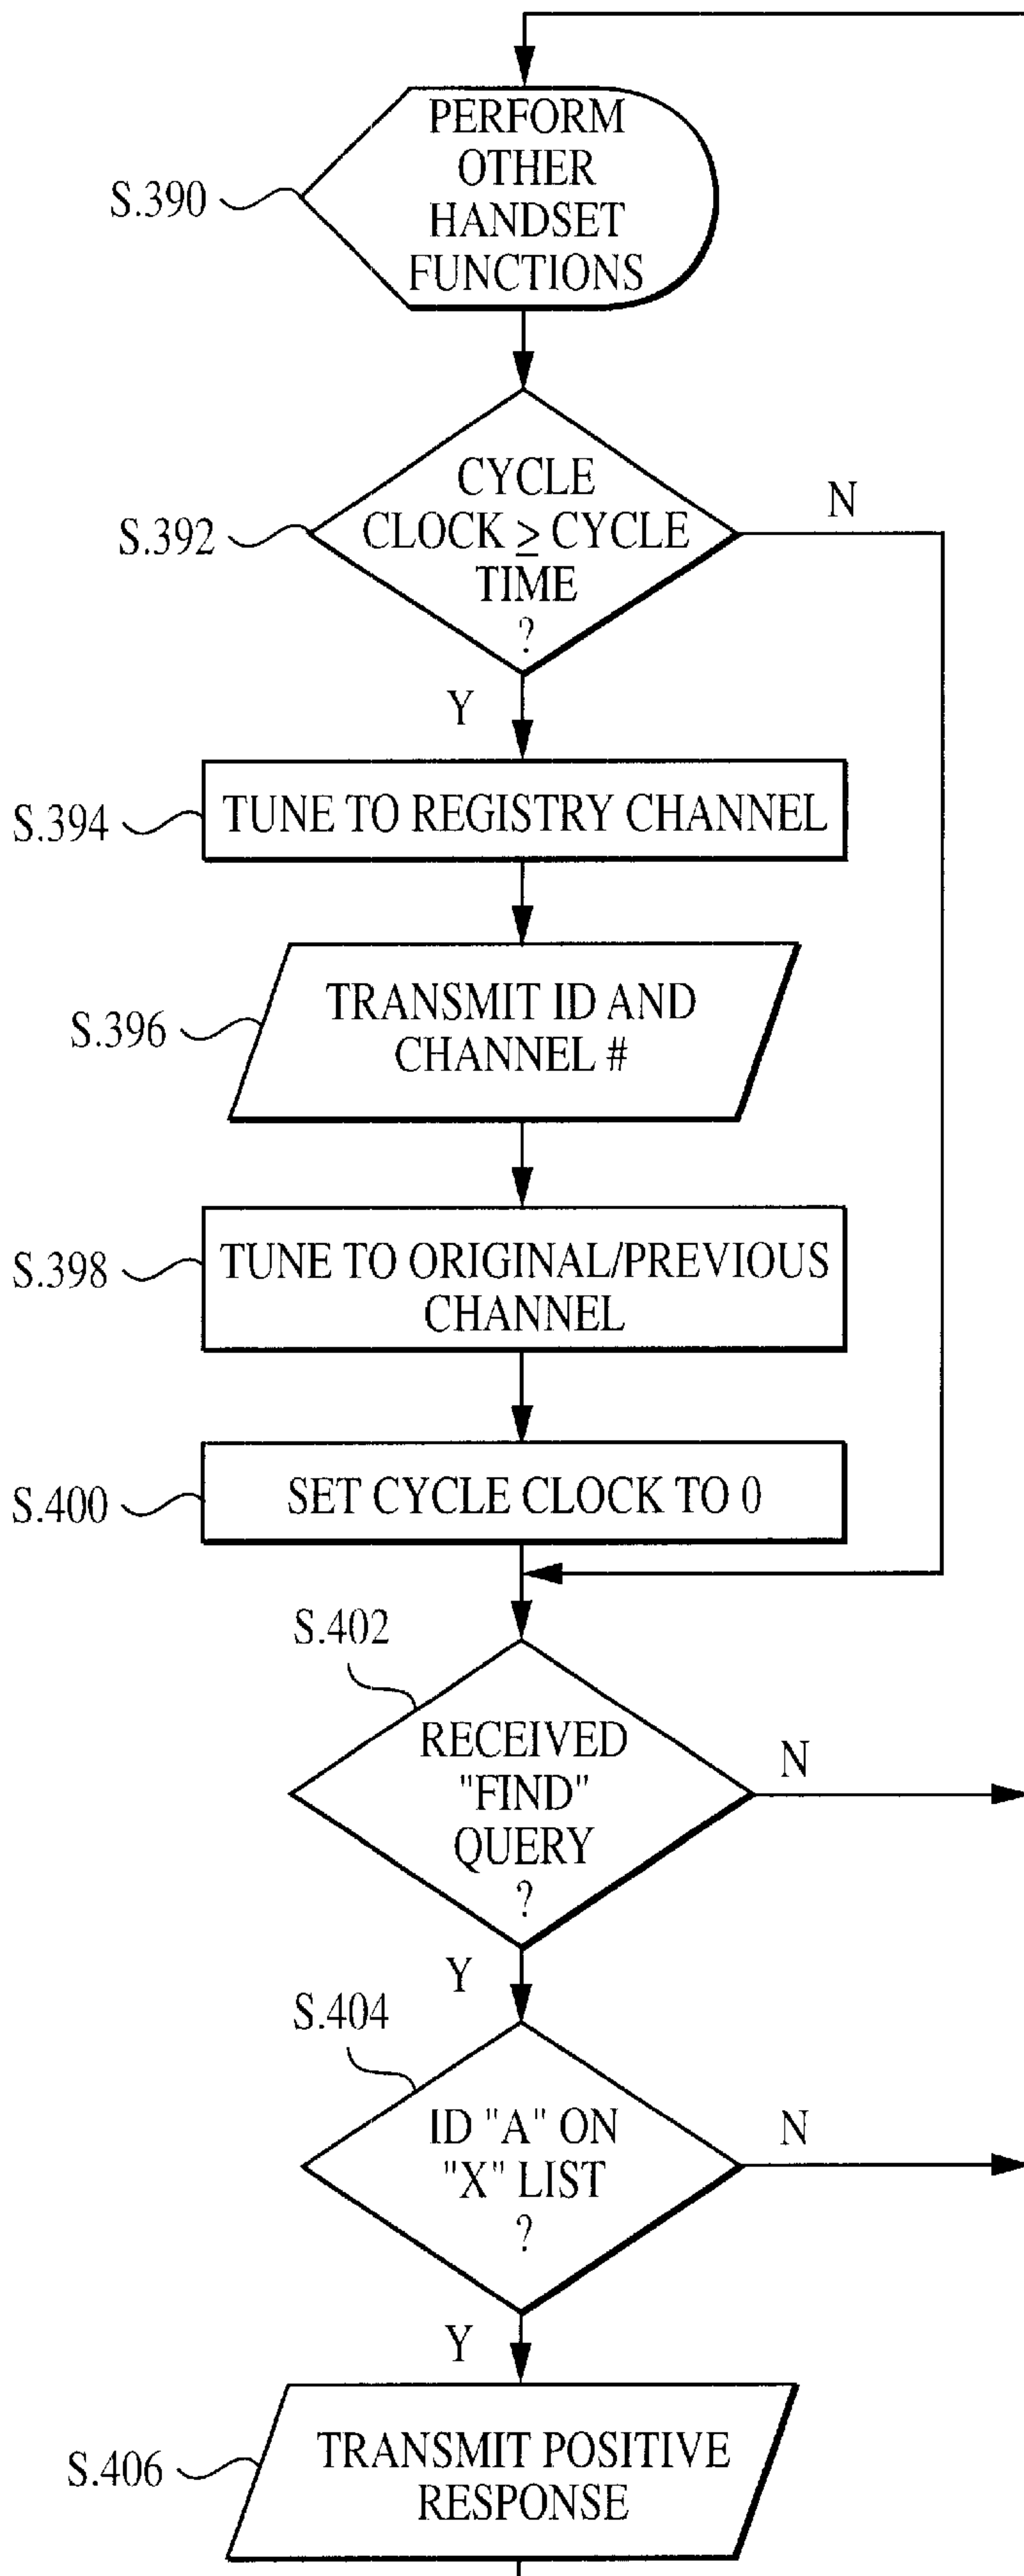 PERFORM
OTHER
HANDSET
FUNCTIONS
S.390
CYCLE
CLOCK ≥ CYCLE
TIME
?
S.392
N
Y
TUNE TO REGISTRY CHANNEL
S.394
TRANSMIT ID AND
CHANNEL #
S.396
TUNE TO ORIGINAL/PREVIOUS
CHANNEL
S.398
SET CYCLE CLOCK TO 0
S.400
S.402
RECEIVED
"FIND"
QUERY
?
N
Y
S.404
ID "A" ON
"X" LIST
?
N
Y
TRANSMIT POSITIVE
RESPONSE
S.406